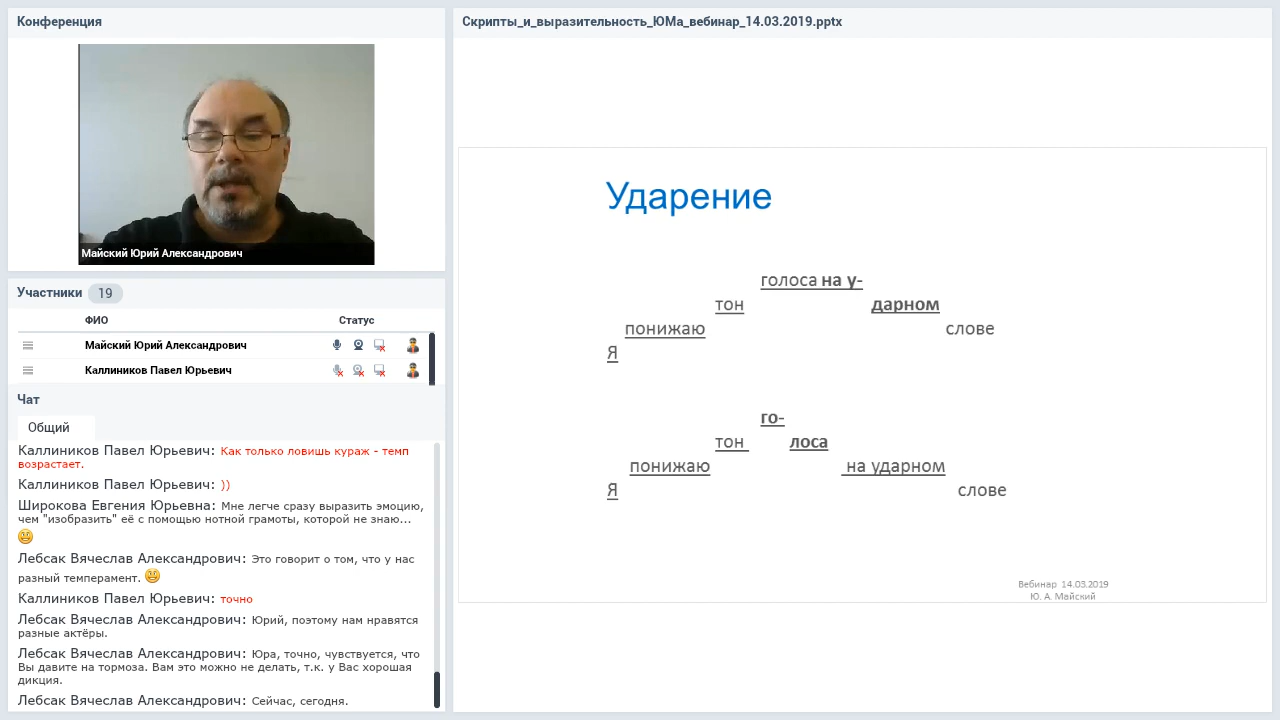 Конференция
Майский Юрий Александрович
Участники 19
ФИО Статус
Майский Юрий Александрович
Каллиников Павел Юрьевич
Чат
Общий
Каллиников Павел Юрьевич: Как только ловишь кураж - темп
возрастает.
Каллиников Павел Юрьевич: ))
Широкова Евгения Юрьевна: Мне легче сразу выразить эмоцию,
чем "изобразить" её с помощью нотной грамоты, которой не знаю...
Лебсак Вячеслав Александрович: Это говорит о том, что у нас
разный темперамент.
Каллиников Павел Юрьевич: точно
Лебсак Вячеслав Александрович: Юрий, поэтому нам нравятся
разные актёры.
Лебсак Вячеслав Александрович: Юра, точно, чувствуется, что
Вы давите на тормоза. Вам это можно не делать, т.к. у Вас хорошая
дикция.
Лебсак Вячеслав Александрович: Сейчас, сегодня.
Скрипты_и_выразительность_ЮМа_вебинар_14.03.2019.pptx
Ударение
голоса на у-
тон дарном
понижаю слове
Я
го-
тон лоса
понижаю на ударном
Я слове
Вебинар 14.03.2019
Ю. А. Майский